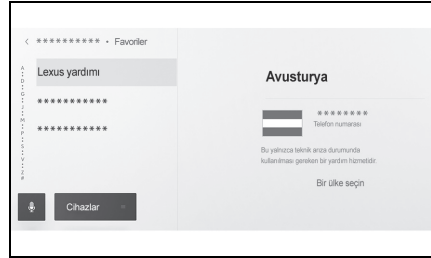 < ********** • Favoriler
A
•
D
•
G
•
J
•
M
•
P
•
S
•
V
•
Z
#
Lexus yardımı
***********
***********
Cihazlar
Avusturya
********
Telefon numarası
Bu yalnızca teknik arıza durumunda
kullanılması gereken bir yardım hizmetidir.
Bir ülke seçin